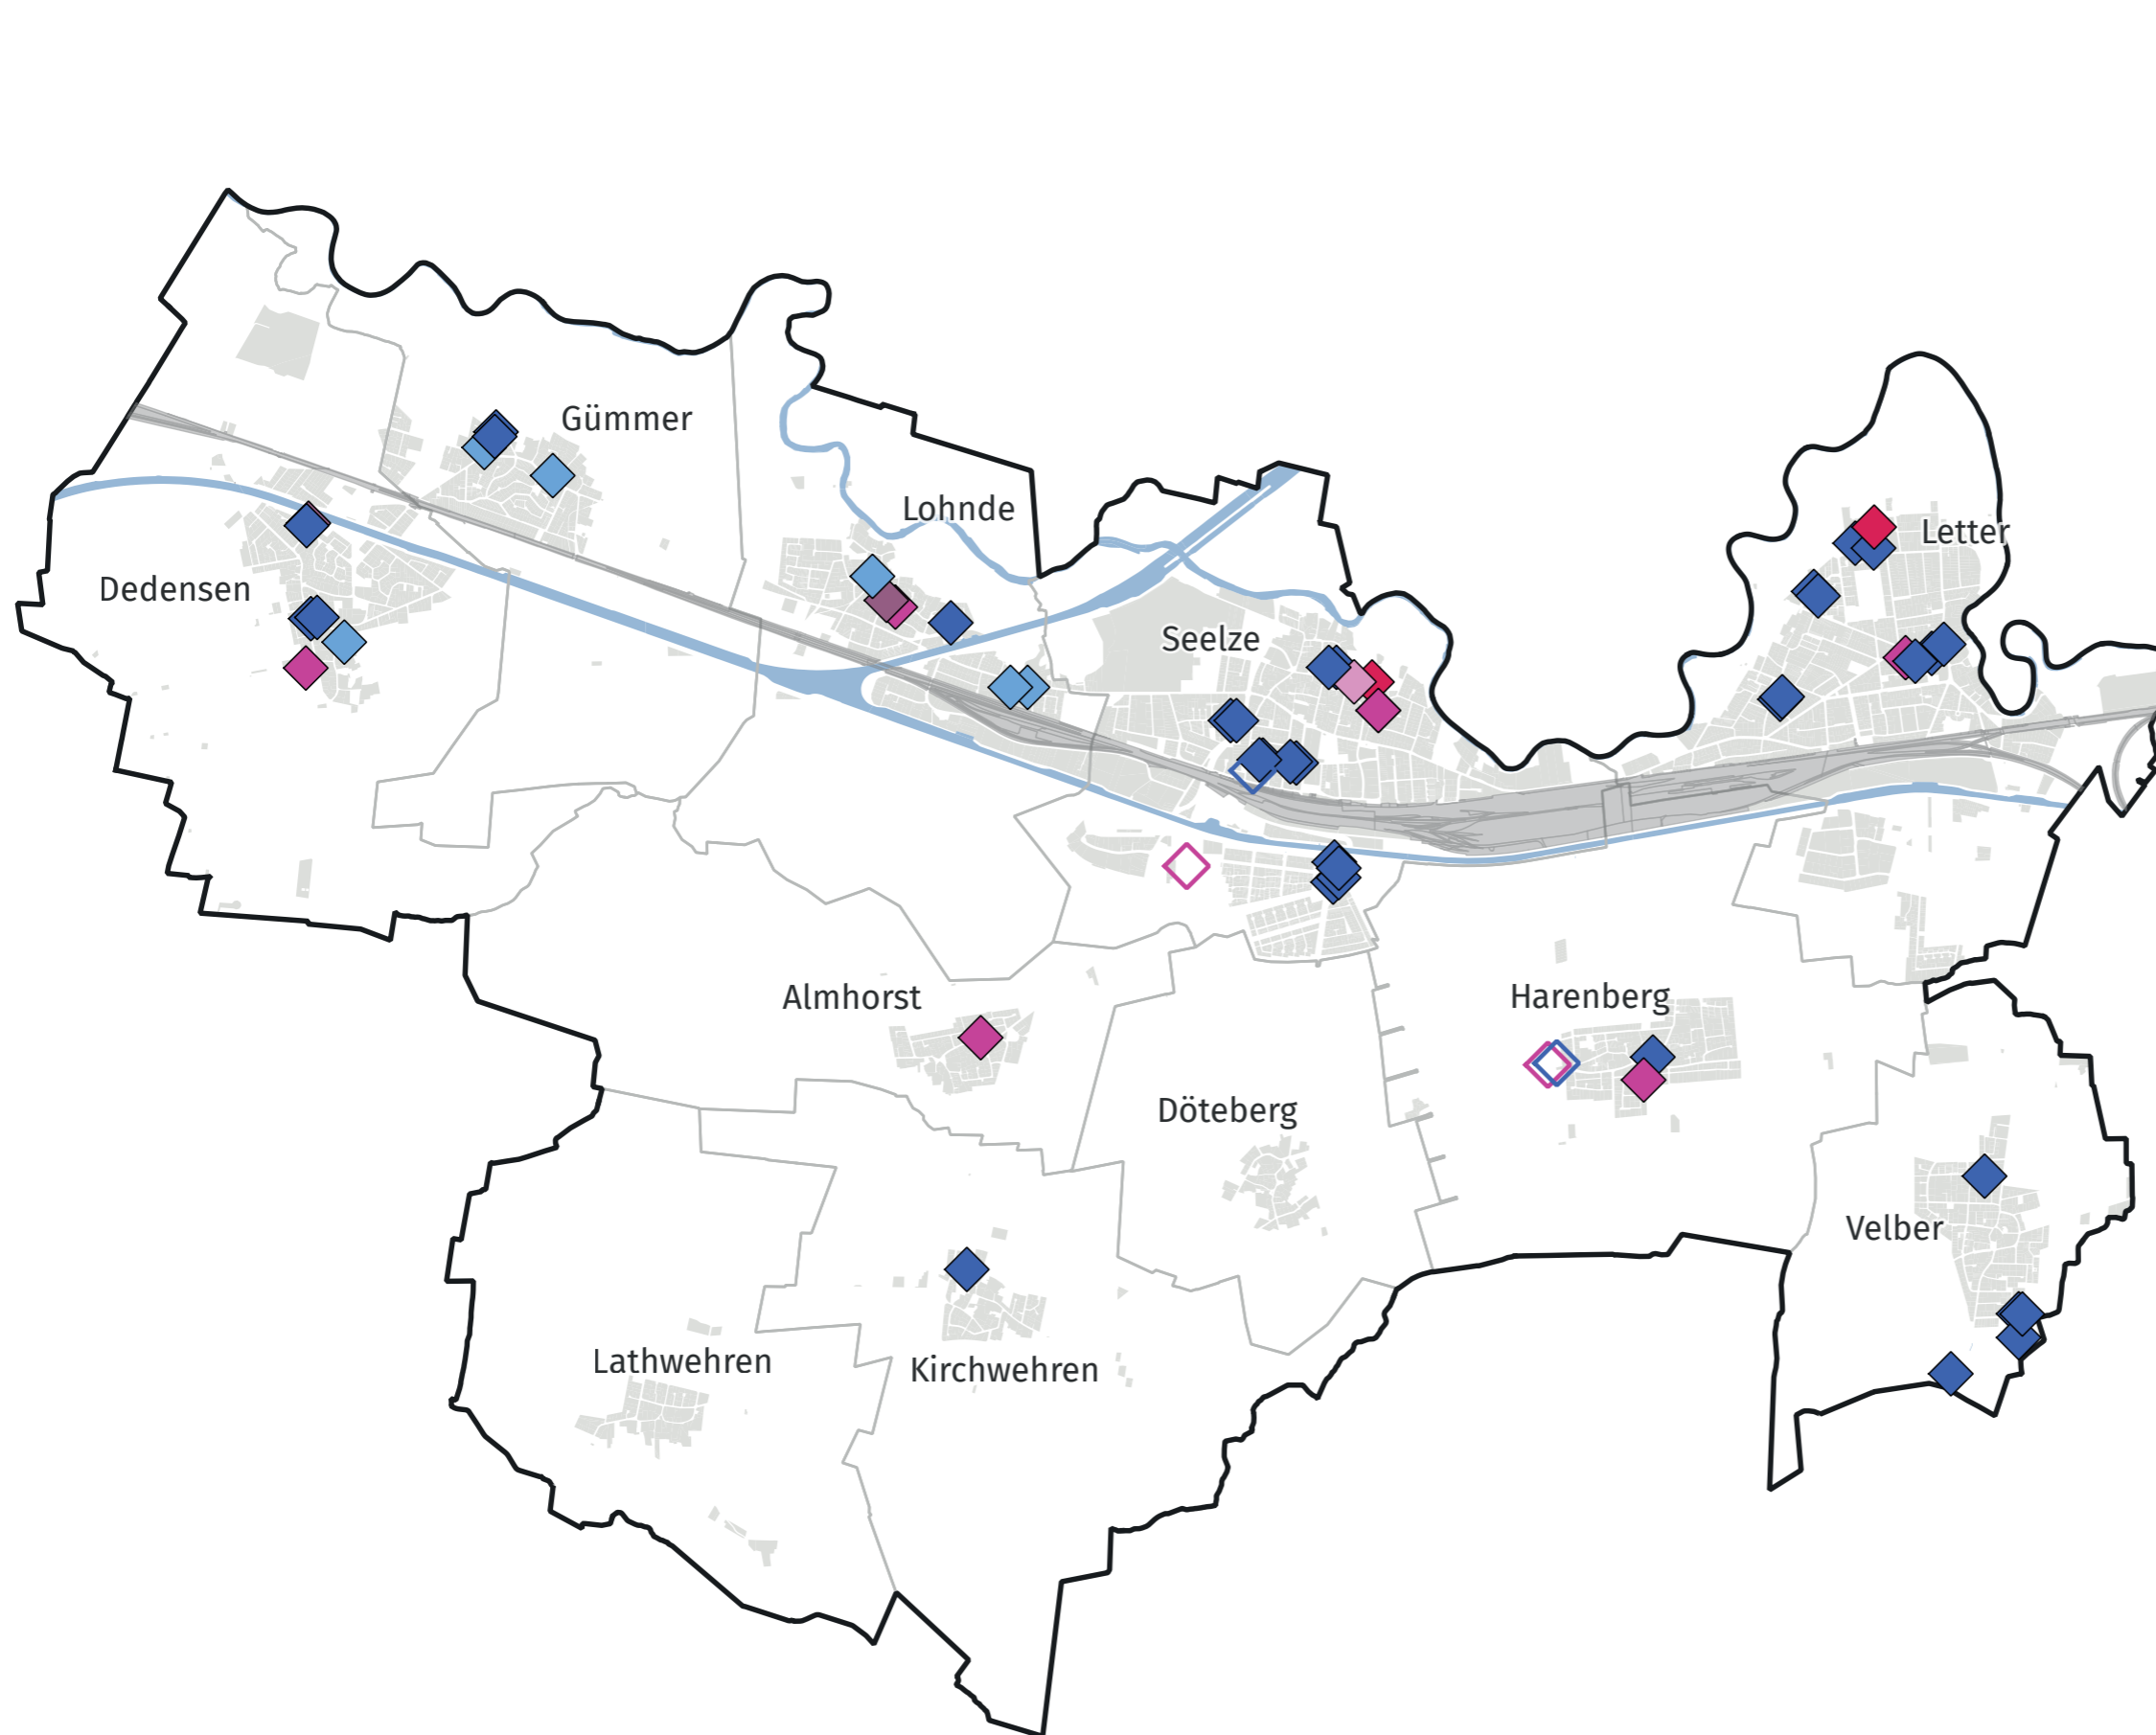 Gümmer
Lohnde
Letter
Dedensen
Seelze
Almhorst
Harenberg
Döteberg
Velber
Lathwehren
Kirchwehren